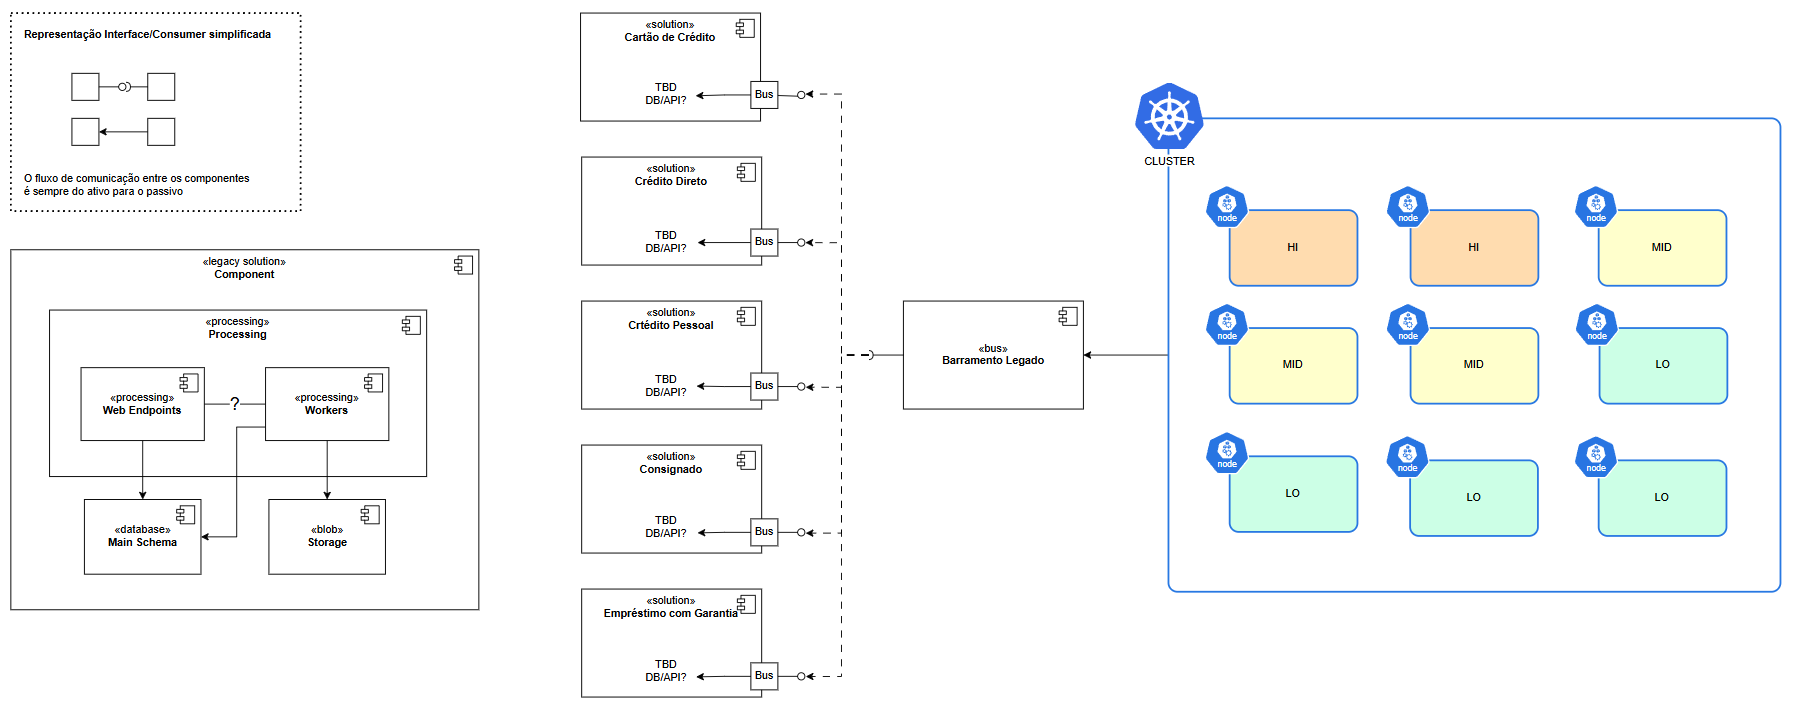 Representação Interface/Consumer simplificada
O fluxo de comunicação entre os componentes
é sempre do ativo para o passivo
«legacy solution»
Component
«processing»
Processing
«processing»
Web Endpoints
?
«processing»
Workers
«database»
Main Schema
«blob»
Storage
«solution»
Cartão de Crédito
TBD
DB/API?
Bus
«solution»
Crédito Direto
TBD
DB/API?
Bus
«solution»
Crtédito Pessoal
TBD
DB/API?
Bus
«solution»
Consignado
TBD
DB/API?
Bus
«solution»
Empréstimo com Garantia
TBD
DB/API?
Bus
«bus»
Barramento Legado
CLUSTER
node
HI
node
HI
node
MID
node
MID
node
MID
node
LO
node
LO
node
LO
node
LO